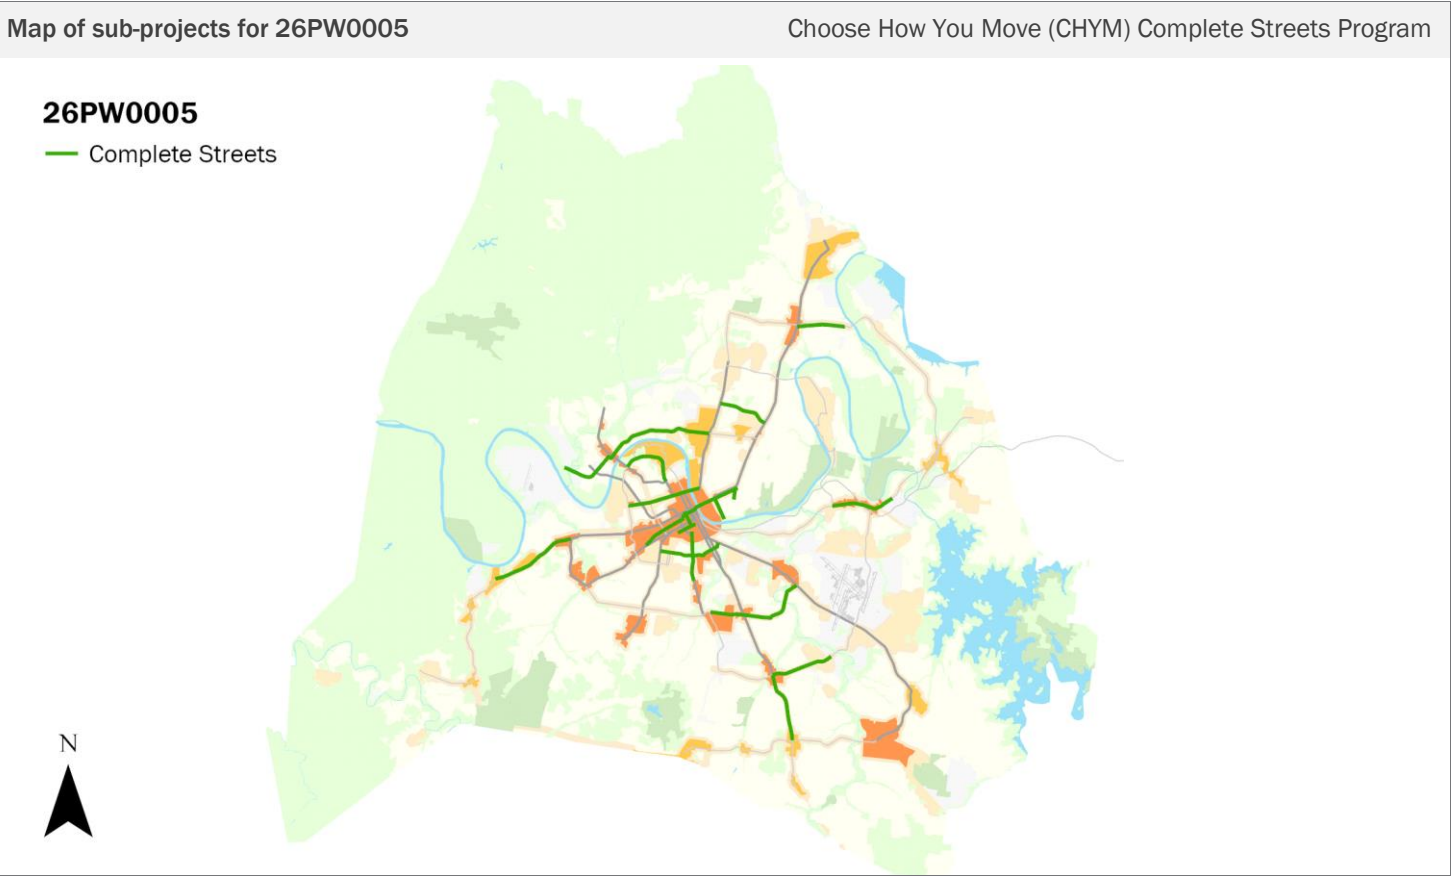 Map of sub-projects for 26PW0005
Choose How You Move (CHYM) Complete Streets Program
26PW0005
Complete Streets
N